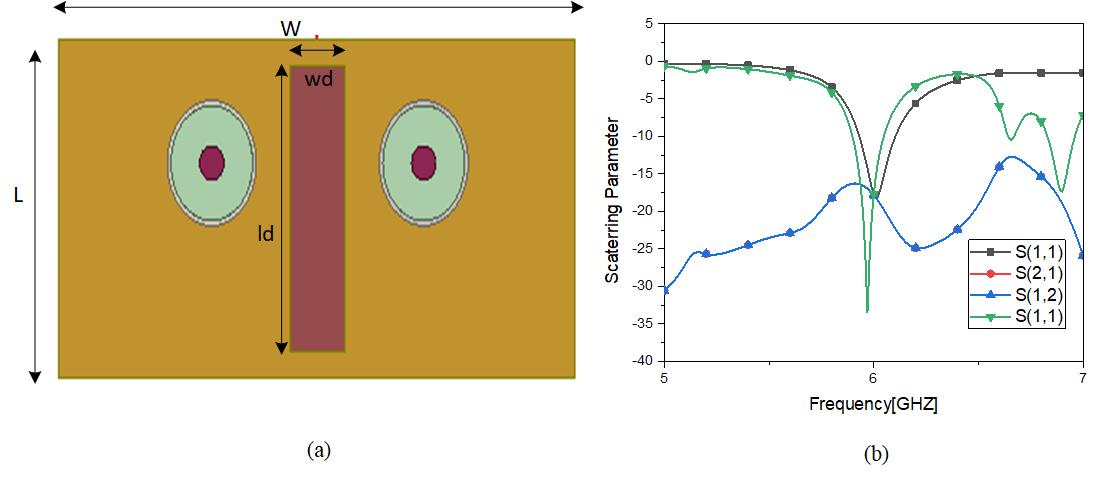 W
wd
L
ld
(a)
Scaterring Parameter
5
0
-5
-10
-15
-20
-25
-30
-35
-40
5
6
7
Frequency[GHZ]
S(1,1)
S(2,1)
S(1,2)
S(1,1)
(b)